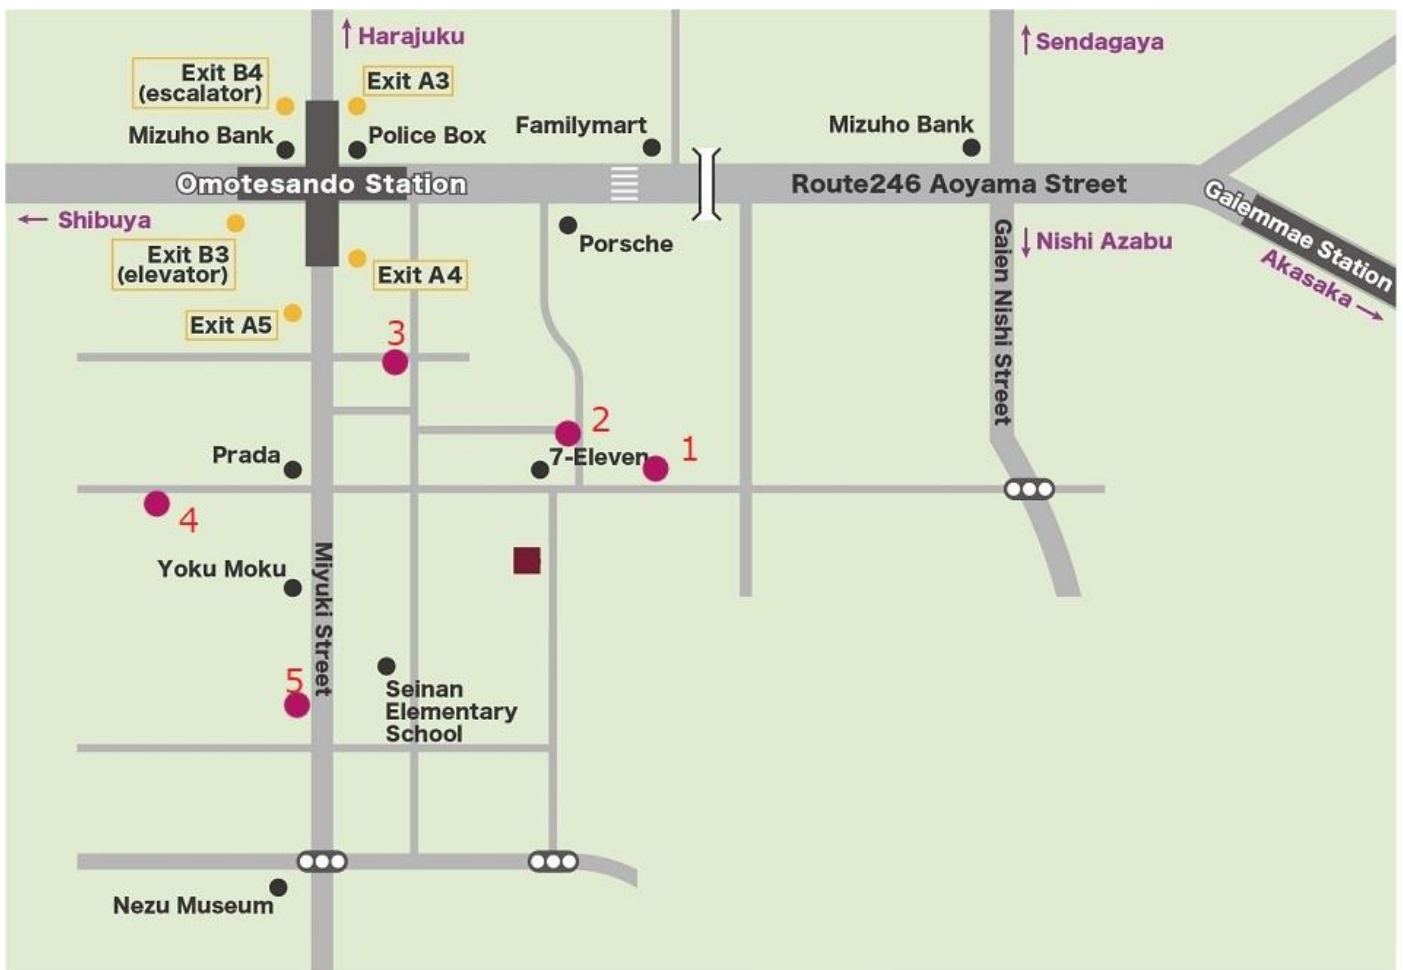 Harajuku
Sendagaya
Exit B4
(escalator)
Exit A3
Mizuho Bank
Police Box
Familymart
Mizuho Bank
Omotesando Station
Route246 Aoyama Street
Gaiemmae Station
Shibuya
Exit B3
(elevator)
Exit A4
Porsche
Gaien Nishi Street
Nishi Azabu
Akasaka
Exit A5
3
2
1
Prada
7-Eleven
4
Yoku Moku
Miyuki Street
5
Seinan
Elementary
School
Nezu Museum